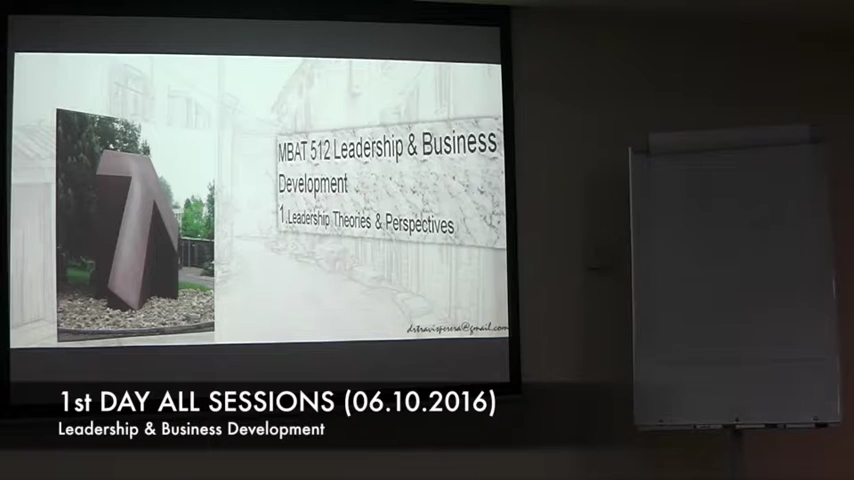 MBAT 512 Leadership & Business
Development
1.Leadership Theories & Perspectives
drtravisperera@gmail.com
1st DAY ALL SESSIONS (06.10.2016)
Leadership & Business Development